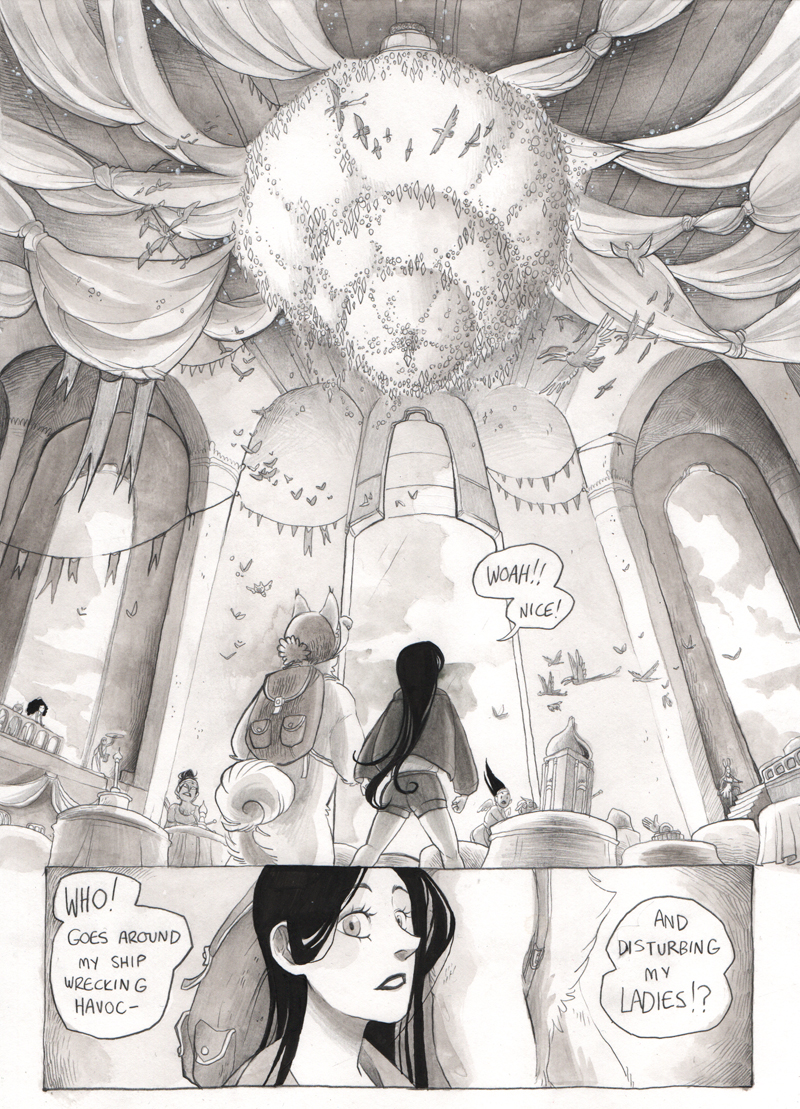 WOAH!!
NICE!
WHO!
GOES AROUND
MY SHIP
WRECKING
HAVOC-
AND
DISTURBING
MY
LADIES!?